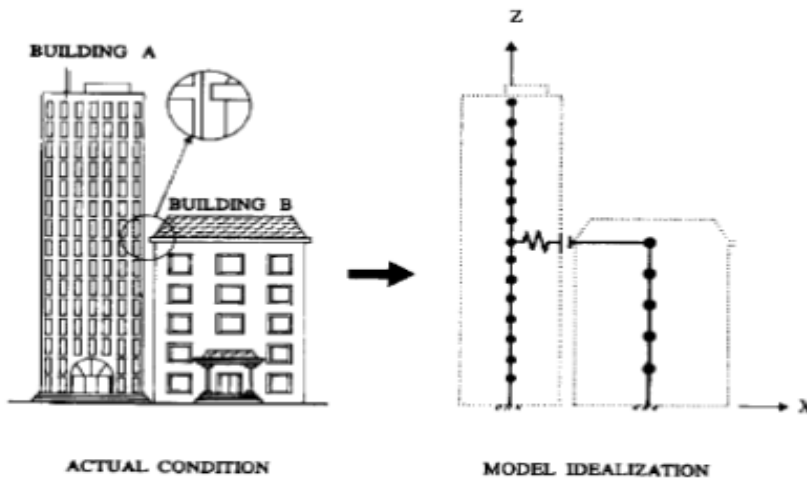 BUILDING A
BUILDING B
Z
X
ACTUAL CONDITION
MODEL IDEALIZATION